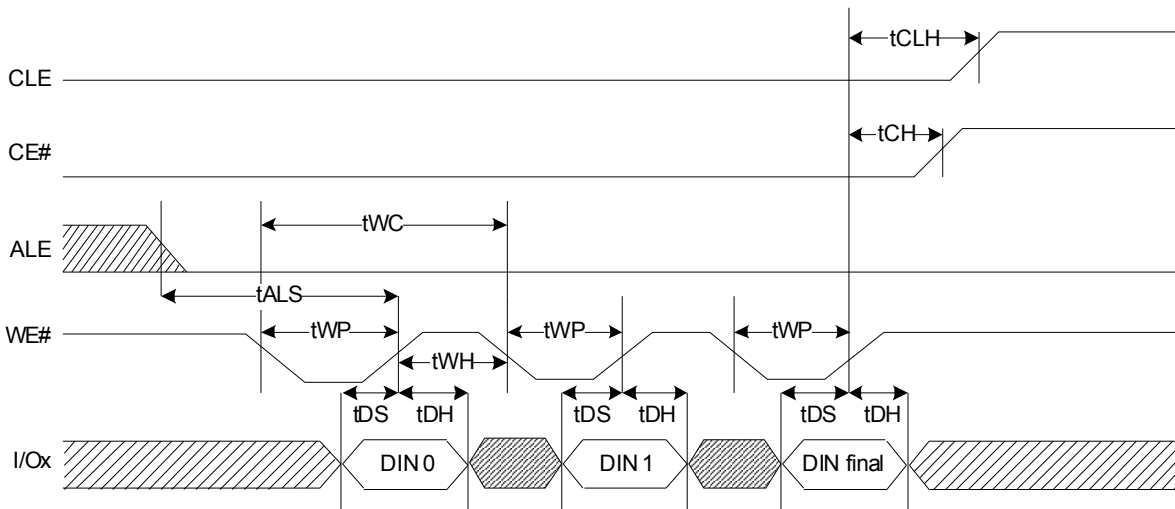 tCLH
CLE
tCH
CE#
tWC
ALE
tALS
WE#
tWP
tWP
tWP
tWH
tDS
tDH
tDS
tDH
tDS
tDH
I/Ox
DIN 0
DIN 1
DIN final